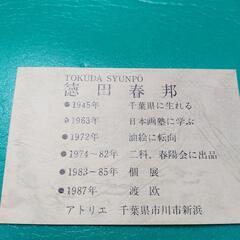 TOKUDA SYUNPO
徳田春邦
●1945年 千葉県に生れる
●1963年 日本画塾に学ぶ
●1972年 油絵に転向
●1974~82年 二科、春陽会に出品
●1983-85年 個展
●1987年 渡欧
アトリエ 千葉県市川市新浜